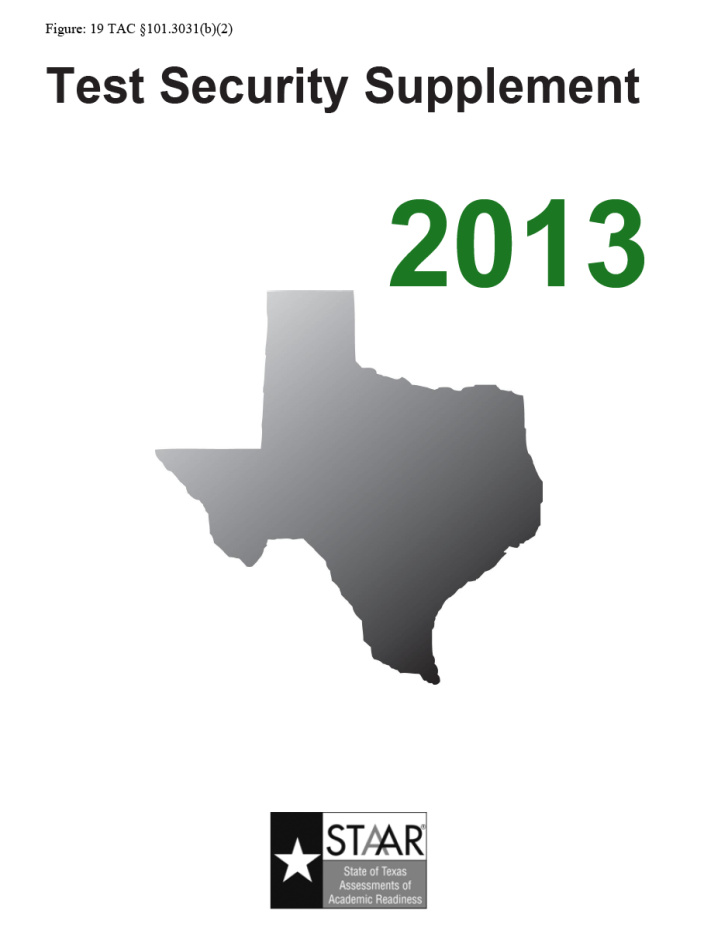 Figure: 19 TAC §101.3031(b)(2)
Test Security Supplement
2013
STAAR®
State of Texas
Assessments of
Academic Readiness